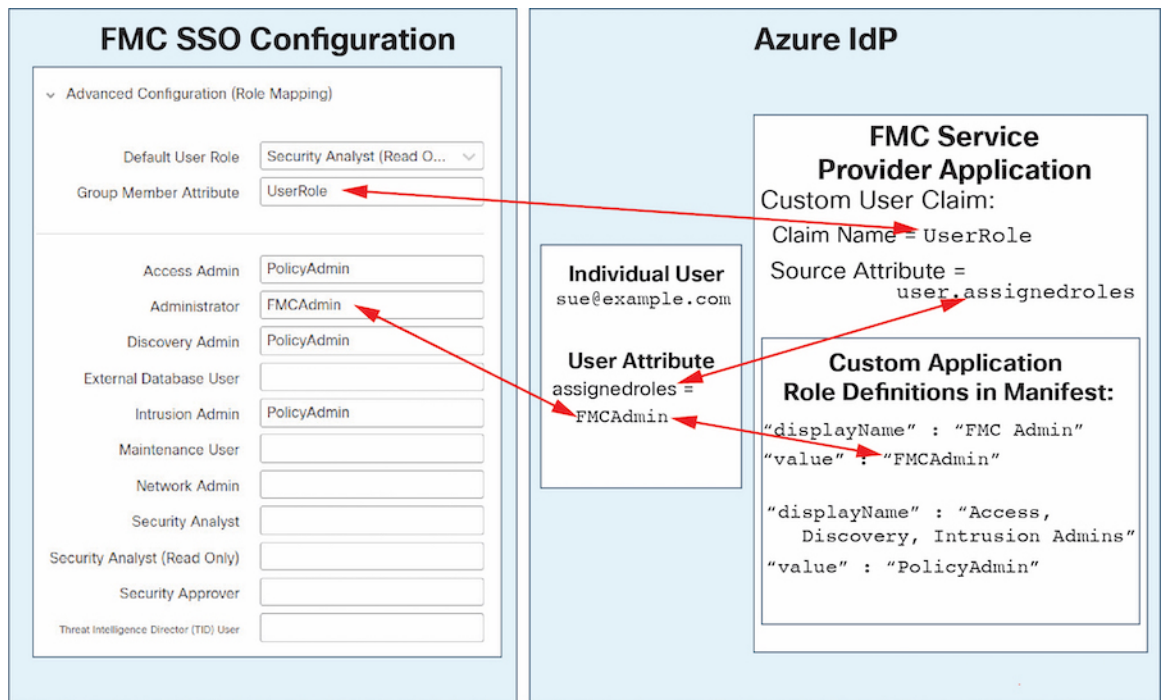 FMC SSO Configuration
Advanced Configuration (Role Mapping)
Default User Role Security Analyst (Read O...
Group Member Attribute UserRole
Access Admin PolicyAdmin
Administrator FMCAdmin
Discovery Admin PolicyAdmin
External Database User
Intrusion Admin PolicyAdmin
Maintenance User
Network Admin
Security Analyst
Security Analyst (Read Only)
Security Approver
Threat Intelligence Director (TID) User
Azure IdP
Individual User
sue@example.com
User Attribute
assignedroles =
FMCAdmin
FMC Service
Provider Application
Custom User Claim:
Claim Name = UserRole
Source Attribute =
user.assignedroles
Custom Application
Role Definitions in Manifest:
“displayName” : “FMC Admin”
“value” : “FMCAdmin”
“displayName” : “Access,
Discovery, Intrusion Admins”
“value” : “PolicyAdmin”